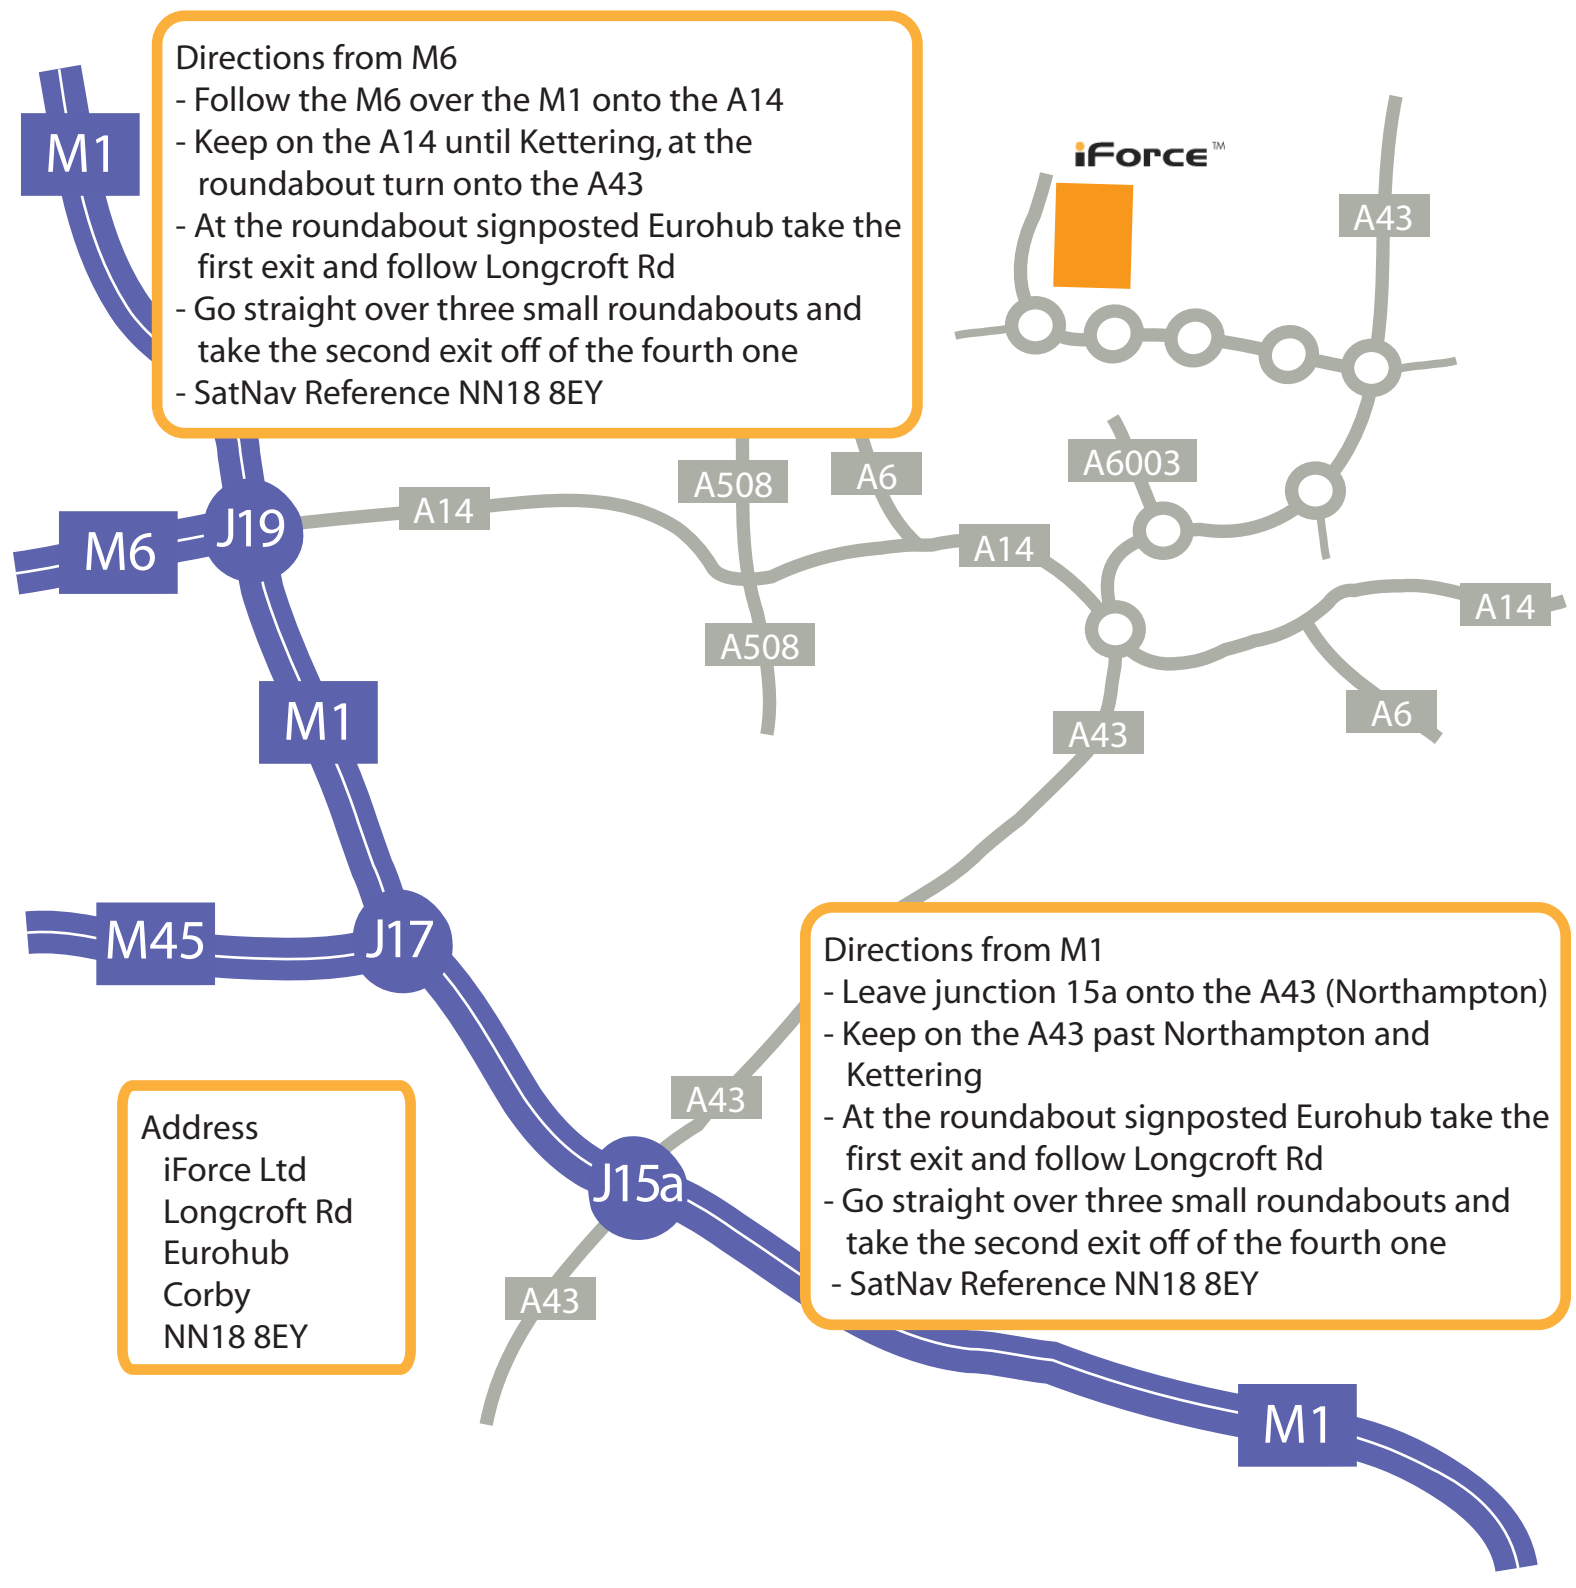 Directions from M6
- Follow the M6 over the M1 onto the A14
- Keep on the A14 until Kettering, at the
roundabout turn onto the A43
- At the roundabout signposted Eurohub take the
first exit and follow Longcroft Rd
- Go straight over three small roundabouts and
take the second exit off of the fourth one
- SatNav Reference NN18 8EY
M1
iForce™
A43
A6003
A508
A6
A14
J19
M6
A14
A14
A508
A6
M1
A43
M45
J17
Directions from M1
- Leave junction 15a onto the A43 (Northampton)
- Keep on the A43 past Northampton and
Kettering
- At the roundabout signposted Eurohub take the
first exit and follow Longcroft Rd
- Go straight over three small roundabouts and
take the second exit off of the fourth one
- SatNav Reference NN18 8EY
A43
J15a
A43
Address
iForce Ltd
Longcroft Rd
Eurohub
Corby
NN18 8EY
M1